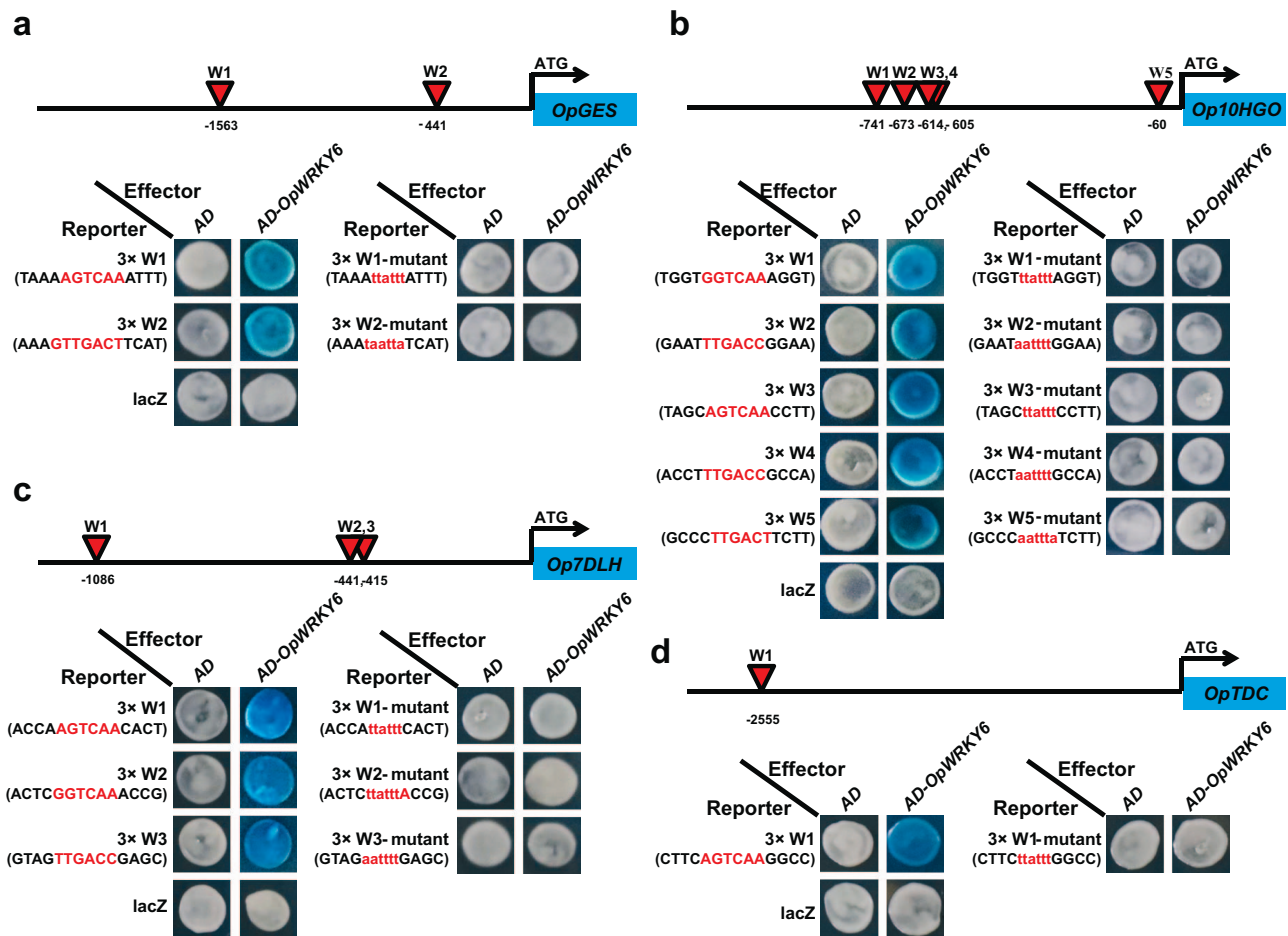 a
W1 W2 ATG
OpGES
-1563 -441
Effector Effector
AD AD-OpWRKY6 AD AD-OpWRKY6
Reporter Reporter
3× W1 3× W1-mutant
(TAAAAGTCAAATTT) (TAAAttatttATTT)
3× W2 3× W2-mutant
(AAAGTTGACTTCAT) (AAAtaattaTCAT)
lacZ
b
W1 W2 W3,4 W5 ATG
Op10HGO
-741 -673 -614,- 605 -60
Effector Effector
AD AD-OpWRKY6 AD AD-OpWRKY6
Reporter Reporter
3× W1 3× W1-mutant
(TGGTGGTCAAAGGT) (TGGTttatttAGGT)
3× W2 3× W2-mutant
(GAATTTGACCGGAA) (GAATaattttGGAA)
3× W3 3× W3-mutant
(TAGCAGTCAACCTT) (TAGCttatttCCTT)
3× W4 3× W4-mutant
(ACCTTTGACCGCCA) (ACCTaattttGCCA)
3× W5 3× W5-mutant
(GCCCTTGACTTCTT) (GCCCaatttaTCTT)
lacZ
c
W1 W2,3 ATG
Op7DLH
-1086 -441,-415
Effector Effector
AD AD-OpWRKY6 AD AD-OpWRKY6
Reporter Reporter
3× W1 3× W1-mutant
(ACCAAGTCAACACT) (ACCAttatttCACT)
3× W2 3× W2-mutant
(ACTCGGTCAAACCG) (ACTCttatttACCG)
3× W3 3× W3-mutant
(GTAGTTGACCGAGC) (GTAGaattttGAGC)
lacZ
d
W1 ATG
OpTDC
-2555
Effector Effector
AD AD-OpWRKY6 AD AD-OpWRKY6
Reporter Reporter
3× W1 3× W1-mutant
(CTTCAGTCAAGGCC) (CTTCttatttGGCC)
lacZ